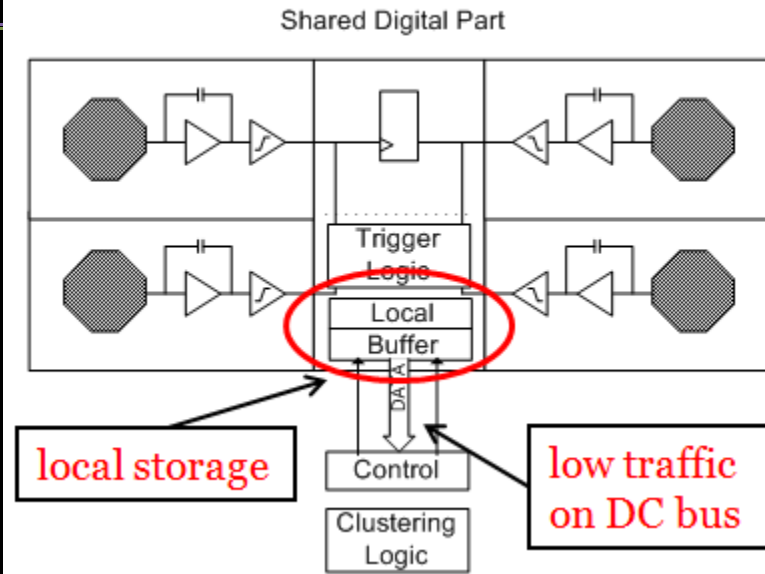 Shared Digital Part
Trigger
Logic
Local
Buffer
DATA
local storage
Control
low traffic
on DC bus
Clustering
Logic